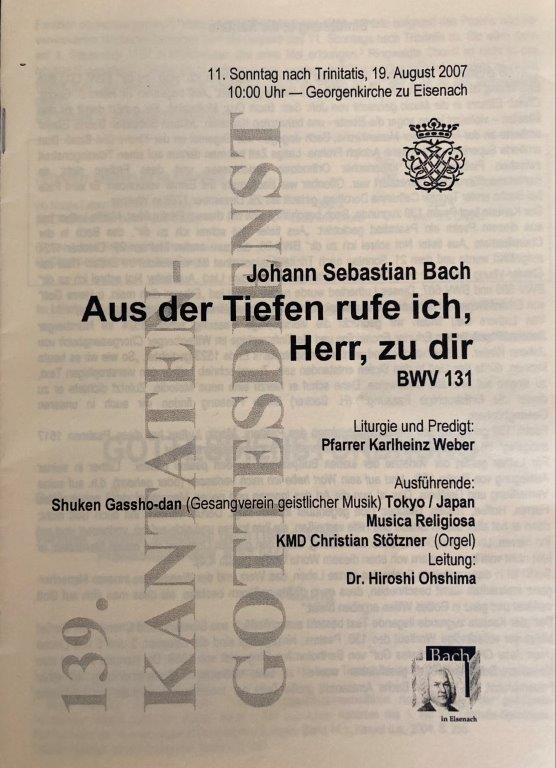 11. Sonntag nach Trinitatis, 19. August 2007
10:00 Uhr — Georgenkirche zu Eisenach
Johann Sebastian Bach
Aus der Tiefen rufe ich,
Herr, zu dir
BWV 131
Liturgie und Predigt:
Pfarrer Karlheinz Weber
Ausführende:
Shuken Gassho-dan (Gesangverein geistlicher Musik) Tokyo / Japan
Musica Religiosa
KMD Christian Stötzner (Orgel)
Leitung:
Dr. Hiroshi Ohshima
139.
KANTATEN-
GOTTESDIENST
Bach
in Eisenach